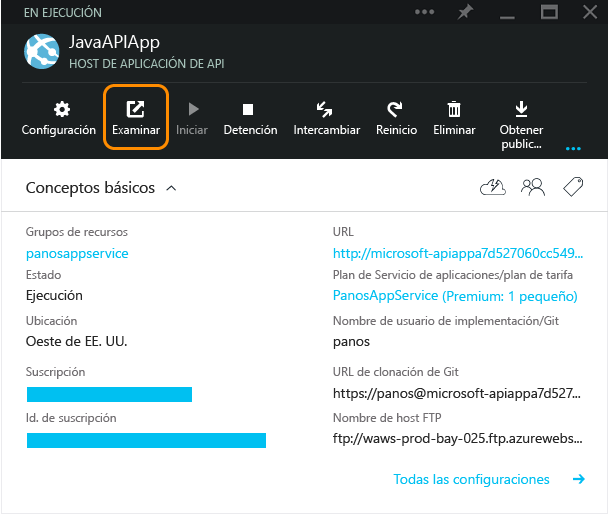 EN EJECUCIÓN
JavaAPIApp
HOST DE APLICACIÓN DE API
Configuración Examinar Iniciar Detención Intercambiar Reinicio Eliminar Obtener
public...
Conceptos básicos
Grupos de recursos
panosappservice
Estado
Ejecución
Ubicación
Oeste de EE. UU.
Suscripción
Id. de suscripción
URL
http://microsoft-apiappa7d527060cc549...
Plan de Servicio de aplicaciones/plan de tarifa
PanosAppService (Premium: 1 pequeño)
Nombre de usuario de implementación/Git
panos
URL de clonación de Git
https://panos@microsoft-apiappa7d527...
Nombre de host FTP
ftp://waws-prod-bay-025.ftp.azurewebs...
Todas las configuraciones